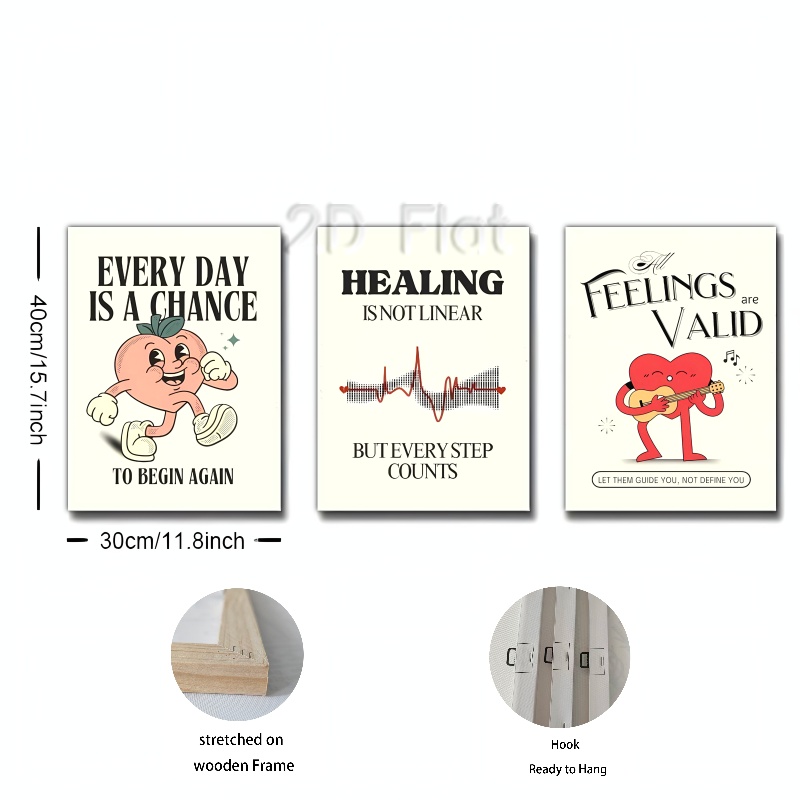 2D Flat
EVERY DAY
IS A CHANCE
TO BEGIN AGAIN
HEALING
IS NOT LINEAR
BUT EVERY STEP
COUNTS
All
FEELINGS are
VALID
LET THEM GUIDE YOU, NOT DEFINE YOU
40cm/15.7inch
30cm/11.8inch
stretched on
wooden Frame
Hook
Ready to Hang